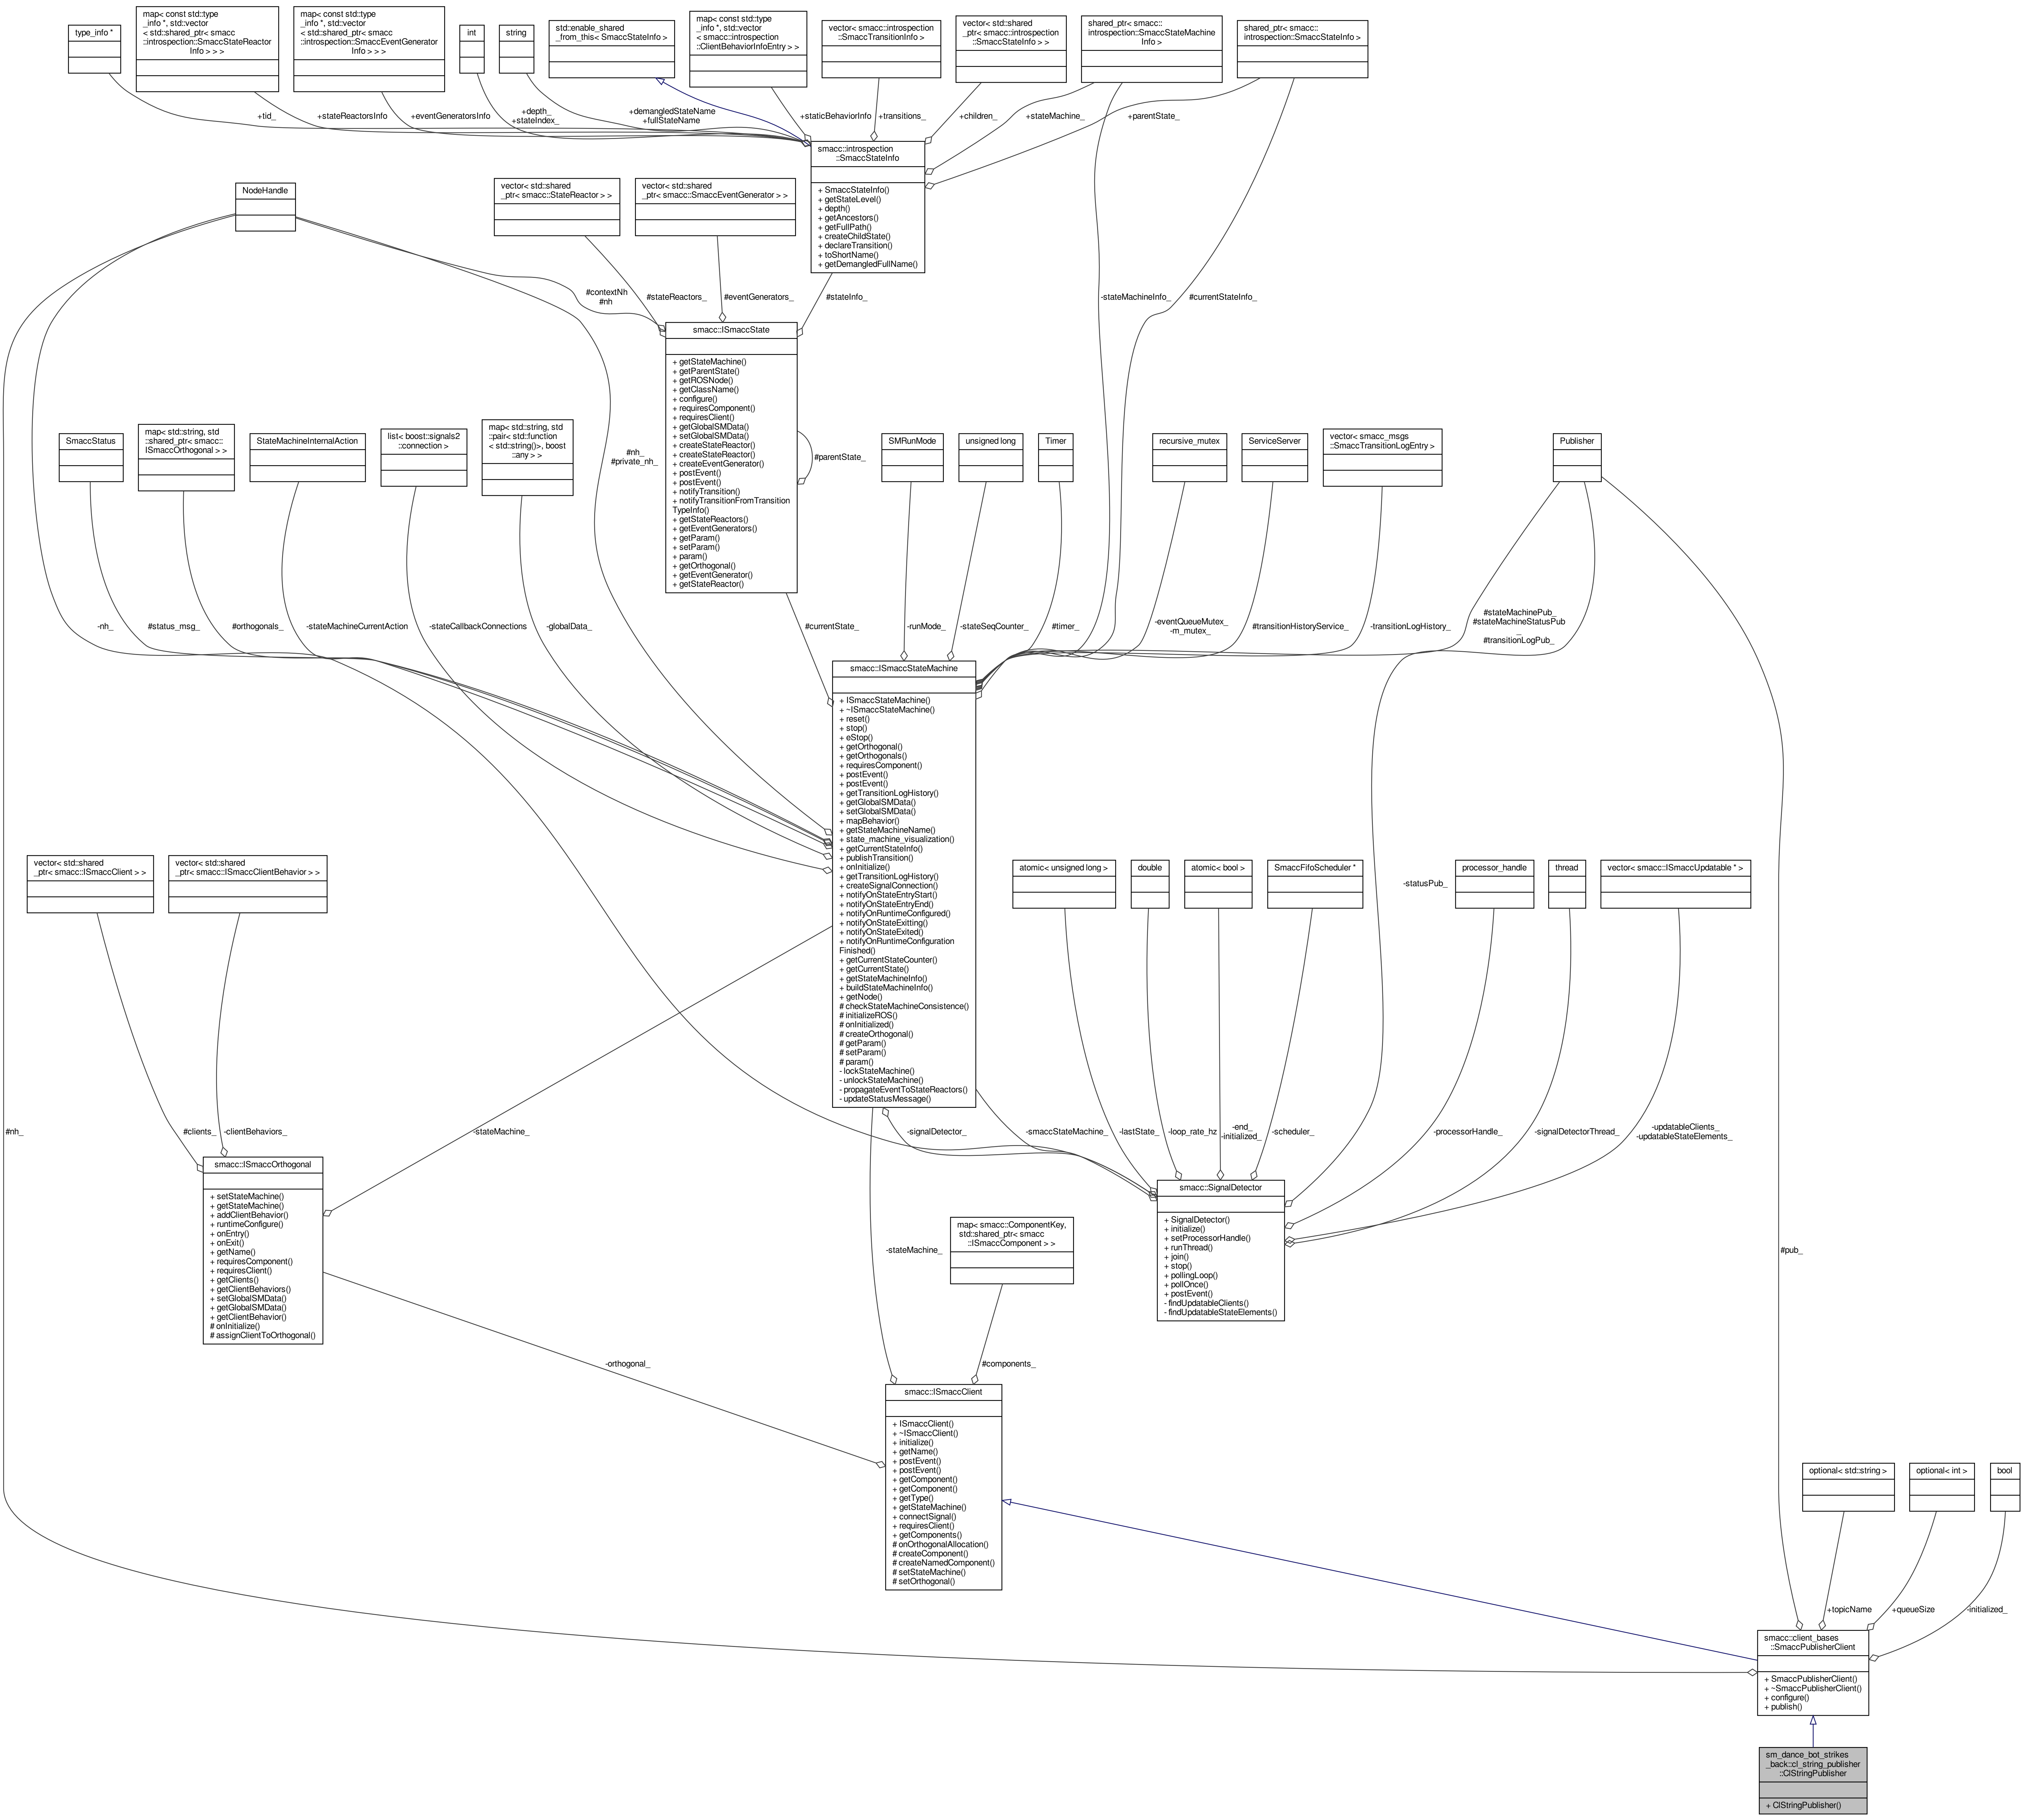 type_info *
map< const std::type
_info *, std::vector
< std::shared_ptr< smacc
::introspection::SmaccStateReactor
Info > > >
map< const std::type
_info *, std::vector
< std::shared_ptr< smacc
::introspection::SmaccEventGenerator
Info > > >
int
string
std::enable_shared
_from_this< SmaccStateInfo >
map< const std::type
_info *, std::vector
< smacc::introspection
::ClientBehaviorInfoEntry > >
vector< smacc::introspection
::SmaccTransitionInfo >
vector< std::shared
_ptr< smacc::introspection
::SmaccStateInfo > >
shared_ptr< smacc::
introspection::SmaccStateMachine
Info >
shared_ptr< smacc::
introspection::SmaccStateInfo >
+tid_
+stateReactorsInfo
+eventGeneratorsInfo
+depth_
+stateIndex_
+demangledStateName
+fullStateName
+staticBehaviorInfo
+transitions_
+children_
+stateMachine_
+parentState_
smacc::introspection
::SmaccStateInfo
+ SmaccStateInfo()
+ getStateLevel()
+ depth()
+ getAncestors()
+ getFullPath()
+ createChildState()
+ declareTransition()
+ toShortName()
+ getDemangledFullName()
NodeHandle
vector< std::shared
_ptr< smacc::StateReactor > >
vector< std::shared
_ptr< smacc::SmaccEventGenerator > >
#contextNh
#nh
#stateReactors_
#eventGenerators_
#stateInfo_
-stateMachineInfo_
#currentStateInfo_
smacc::ISmaccState
+ getStateMachine()
+ getParentState()
+ getROSNode()
+ getClassName()
+ configure()
+ requiresComponent()
+ requiresClient()
+ getGlobalSMData()
+ setGlobalSMData()
+ createStateReactor()
+ createStateReactor()
+ createEventGenerator()
+ postEvent()
+ postEvent()
+ notifyTransition()
+ notifyTransitionFromTransition
TypeInfo()
+ getStateReactors()
+ getEventGenerators()
+ getParam()
+ setParam()
+ param()
+ getOrthogonal()
+ getEventGenerator()
+ getStateReactor()
#parentState_
SmaccStatus
map< std::string, std
::shared_ptr< smacc::
ISmaccOrthogonal > >
StateMachineInternalAction
list< boost::signals2
::connection >
map< std::string, std
::pair< std::function
< std::string()>, boost
::any > >
#nh_
#private_nh_
SMRunMode
unsigned long
Timer
recursive_mutex
ServiceServer
vector< smacc_msgs
::SmaccTransitionLogEntry >
Publisher
-nh_
#status_msg_
#orthogonals_
-stateMachineCurrentAction
-stateCallbackConnections
-globalData_
#currentState_
-runMode_
-stateSeqCounter_
#timer_
-eventQueueMutex_
-m_mutex_
#transitionHistoryService_
-transitionLogHistory_
#stateMachinePub_
#stateMachineStatusPub
_
#transitionLogPub_
smacc::ISmaccStateMachine
+ ISmaccStateMachine()
+ ~ISmaccStateMachine()
+ reset()
+ stop()
+ eStop()
+ getOrthogonal()
+ getOrthogonals()
+ requiresComponent()
+ postEvent()
+ postEvent()
+ getTransitionLogHistory()
+ getGlobalSMData()
+ setGlobalSMData()
+ mapBehavior()
+ getStateMachineName()
+ state_machine_visualization()
+ getCurrentStateInfo()
+ publishTransition()
+ onInitialize()
+ getTransitionLogHistory()
+ createSignalConnection()
+ notifyOnStateEntryStart()
+ notifyOnStateEntryEnd()
+ notifyOnRuntimeConfigured()
+ notifyOnStateExitting()
+ notifyOnStateExited()
+ notifyOnRuntimeConfiguration
Finished()
+ getCurrentStateCounter()
+ getCurrentState()
+ getStateMachineInfo()
+ buildStateMachineInfo()
+ getNode()
# checkStateMachineConsistence()
# initializeROS()
# onInitialized()
# createOrthogonal()
# getParam()
# setParam()
# param()
- lockStateMachine()
- unlockStateMachine()
- propagateEventToStateReactors()
- updateStatusMessage()
vector< std::shared
_ptr< smacc::ISmaccClient > >
vector< std::shared
_ptr< smacc::ISmaccClientBehavior > >
atomic< unsigned long >
double
atomic< bool >
SmaccFifoScheduler *
-statusPub_
processor_handle
thread
vector< smacc::ISmaccUpdatable * >
#nh_
#clients_
-clientBehaviors_
-stateMachine_
-signalDetector_
-smaccStateMachine_
-lastState_
-loop_rate_hz
-end_
-initialized_
-scheduler_
-processorHandle_
-signalDetectorThread_
-updatableClients_
-updatableStateElements_
smacc::ISmaccOrthogonal
+ setStateMachine()
+ getStateMachine()
+ addClientBehavior()
+ runtimeConfigure()
+ onEntry()
+ onExit()
+ getName()
+ requiresComponent()
+ requiresClient()
+ getClients()
+ getClientBehaviors()
+ setGlobalSMData()
+ getGlobalSMData()
+ getClientBehavior()
# onInitialize()
# assignClientToOrthogonal()
smacc::SignalDetector
+ SignalDetector()
+ initialize()
+ setProcessorHandle()
+ runThread()
+ join()
+ stop()
+ pollingLoop()
+ pollOnce()
+ postEvent()
- findUpdatableClients()
- findUpdatableStateElements()
map< smacc::ComponentKey,
std::shared_ptr< smacc
::ISmaccComponent > >
-stateMachine_
#pub_
-orthogonal_
#components_
smacc::ISmaccClient
+ ISmaccClient()
+ ~ISmaccClient()
+ initialize()
+ getName()
+ postEvent()
+ postEvent()
+ getComponent()
+ getComponent()
+ getType()
+ getStateMachine()
+ connectSignal()
+ requiresClient()
+ getComponents()
# onOrthogonalAllocation()
# createComponent()
# createNamedComponent()
# setStateMachine()
# setOrthogonal()
optional< std::string >
optional< int >
bool
+topicName
+queueSize
-initialized_
smacc::client_bases
::SmaccPublisherClient
+ SmaccPublisherClient()
+ ~SmaccPublisherClient()
+ configure()
+ publish()
sm_dance_bot_strikes
_back::cl_string_publisher
::ClStringPublisher
+ ClStringPublisher()